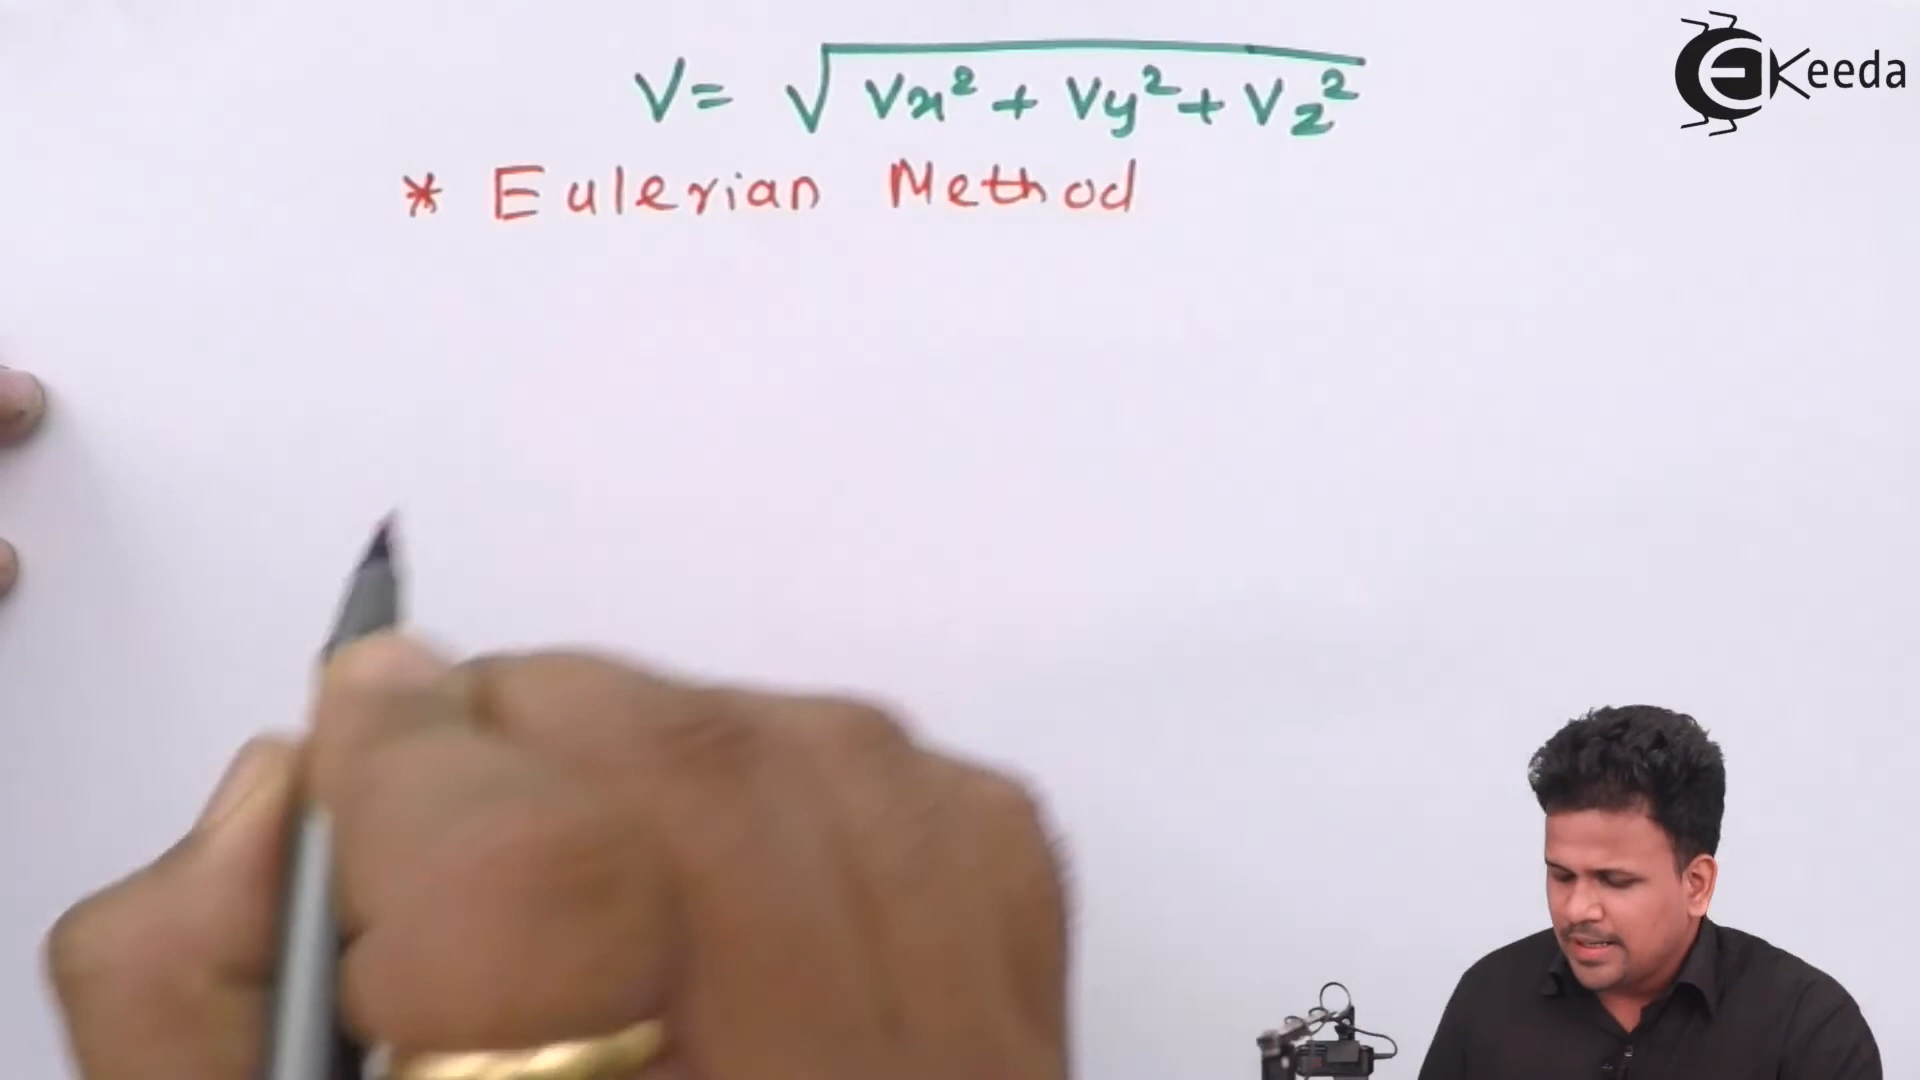 V = √Vx² + Vy² + Vz²
* Eulerian Method
EKeeda